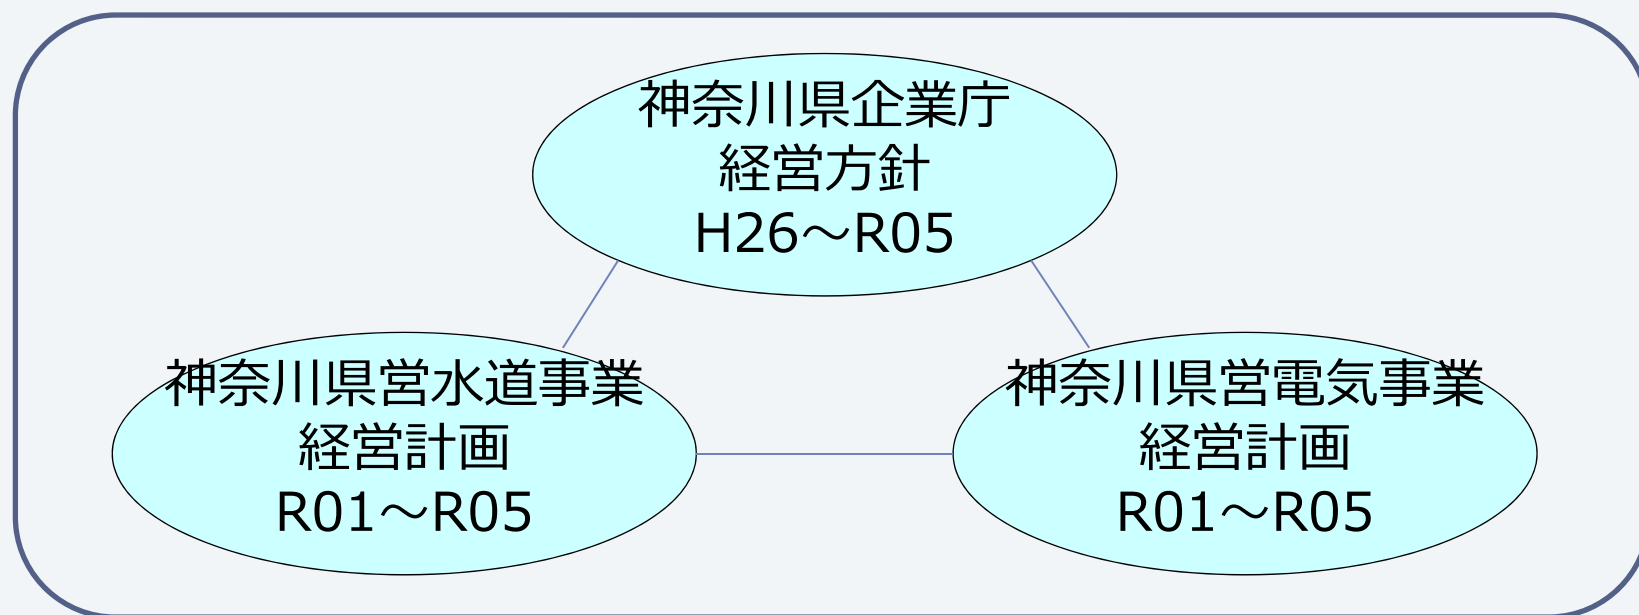 神奈川県企業庁
経営方針
H26～R05
神奈川県営水道事業
経営計画
R01～R05
神奈川県営電気事業
経営計画
R01～R05